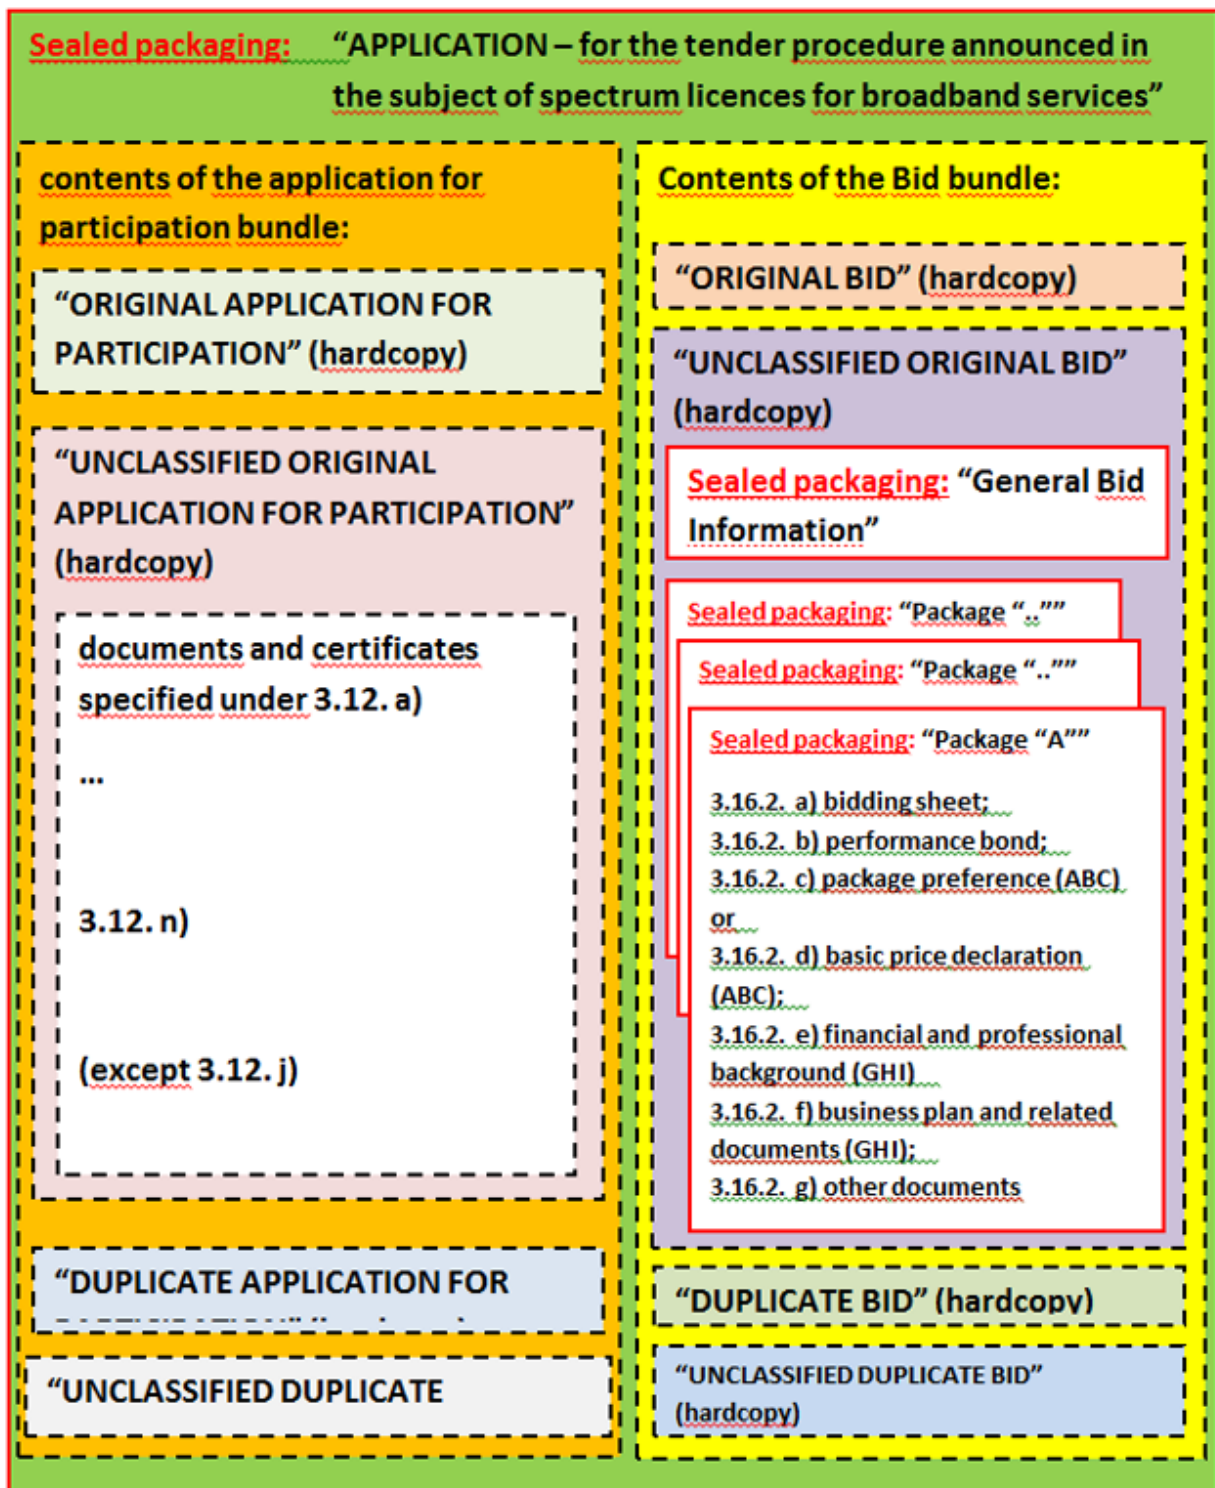 Sealed packaging: “APPLICATION – for the tender procedure announced in
the subject of spectrum licences for broadband services”
contents of the application for
participation bundle:
“ORIGINAL APPLICATION FOR
PARTICIPATION” (hardcopy)
“UNCLASSIFIED ORIGINAL
APPLICATION FOR PARTICIPATION”
(hardcopy)
documents and certificates
specified under 3.12. a)
...
3.12. n)
(except 3.12. j)
“DUPLICATE APPLICATION FOR
“UNCLASSIFIED DUPLICATE
Contents of the Bid bundle:
“ORIGINAL BID” (hardcopy)
“UNCLASSIFIED ORIGINAL BID”
(hardcopy)
Sealed packaging: “General Bid
Information”
Sealed packaging: “Package “..””
Sealed packaging: “Package “..””
Sealed packaging: “Package “A””
3.16.2. a) bidding sheet;
3.16.2. b) performance bond;
3.16.2. c) package preference (ABC)
or
3.16.2. d) basic price declaration
(ABC);
3.16.2. e) financial and professional
background (GHI)
3.16.2. f) business plan and related
documents (GHI);
3.16.2. g) other documents
“DUPLICATE BID” (hardcopy)
“UNCLASSIFIED DUPLICATE BID”
(hardcopy)